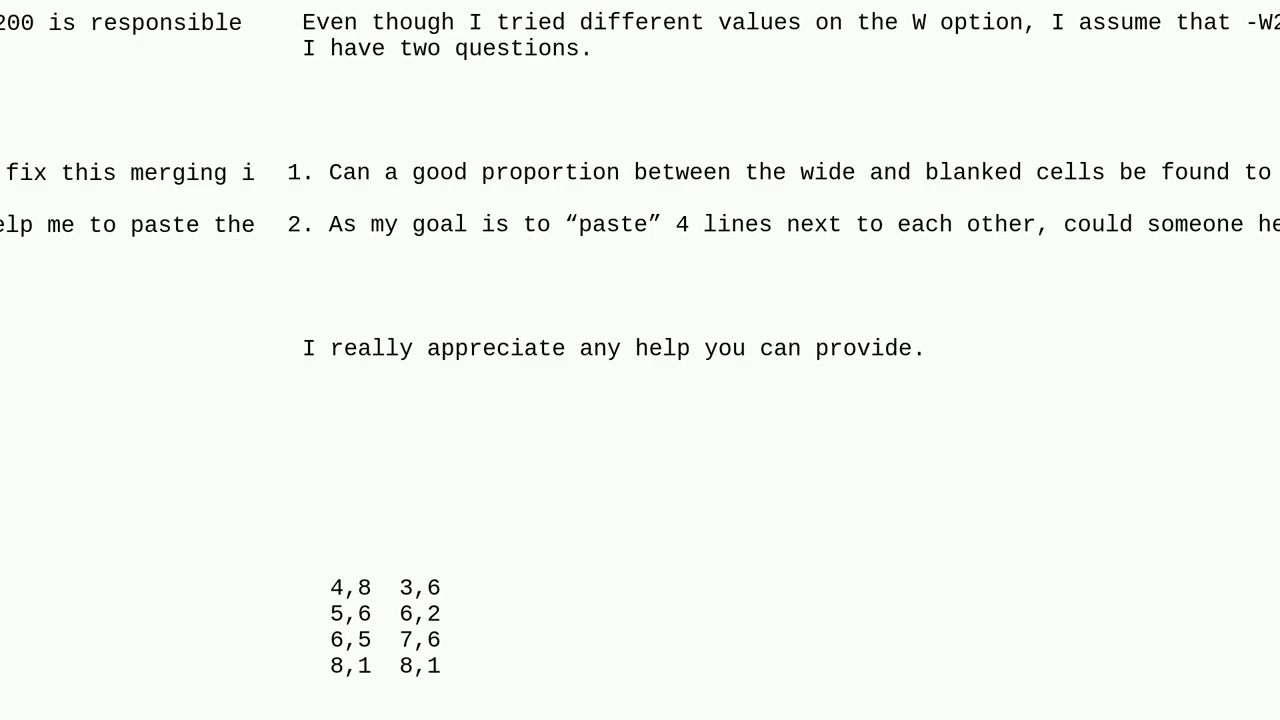 200 is responsible
Even though I tried different values on the W option, I assume that -W2
I have two questions.
fix this merging i
1. Can a good proportion between the wide and blanked cells be found to
elp me to paste the
2. As my goal is to “paste” 4 lines next to each other, could someone he
I really appreciate any help you can provide.
4,8 3,6
5,6 6,2
6,5 7,6
8,1 8,1